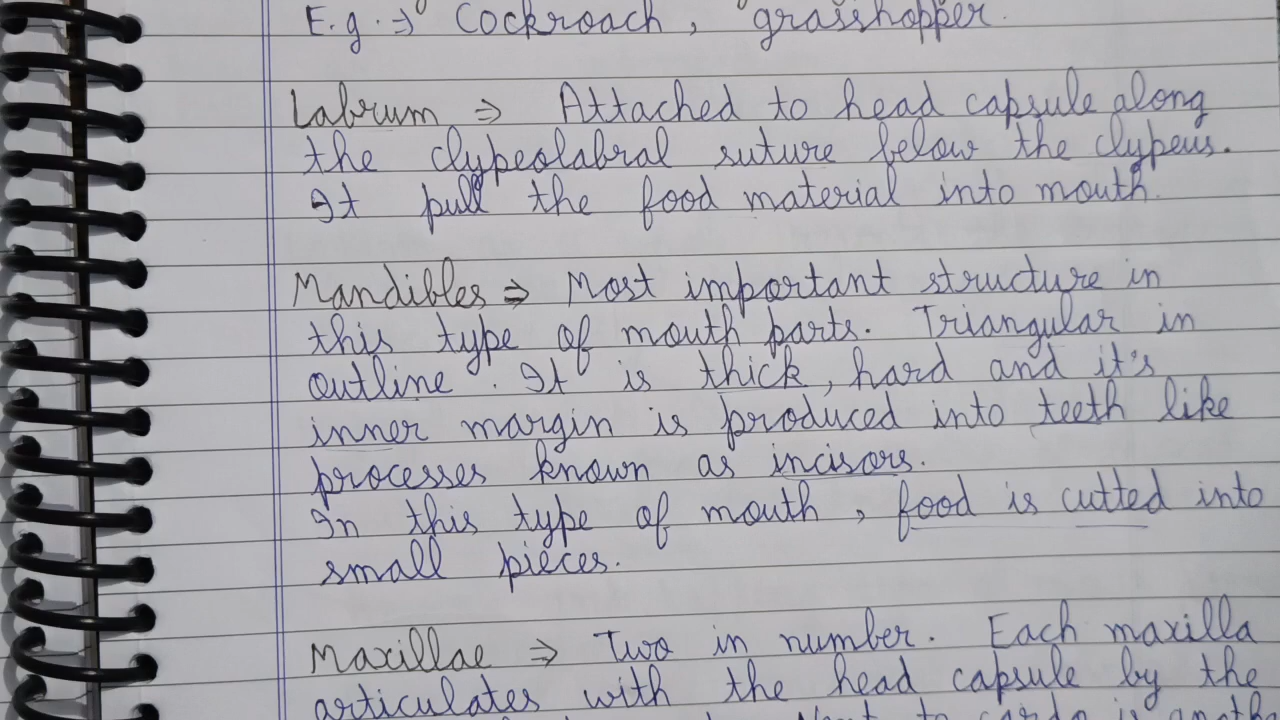 E.g. ⇒ Cockroach, grasshopper.
Labrum ⇒ Attached to head capsule along
the clypeolabral suture below the clypeus.
It pull the food material into mouth.
Mandibles ⇒ Most important structure in
this type of mouth parts. Triangular in
outline. It is thick, hard and it's
inner margin is produced into teeth like
processes known as incisors.
In this type of mouth, food is cutted into
small pieces.
Maxillae ⇒ Two in number. Each maxilla
articulates with the head capsule by the
to cardo is